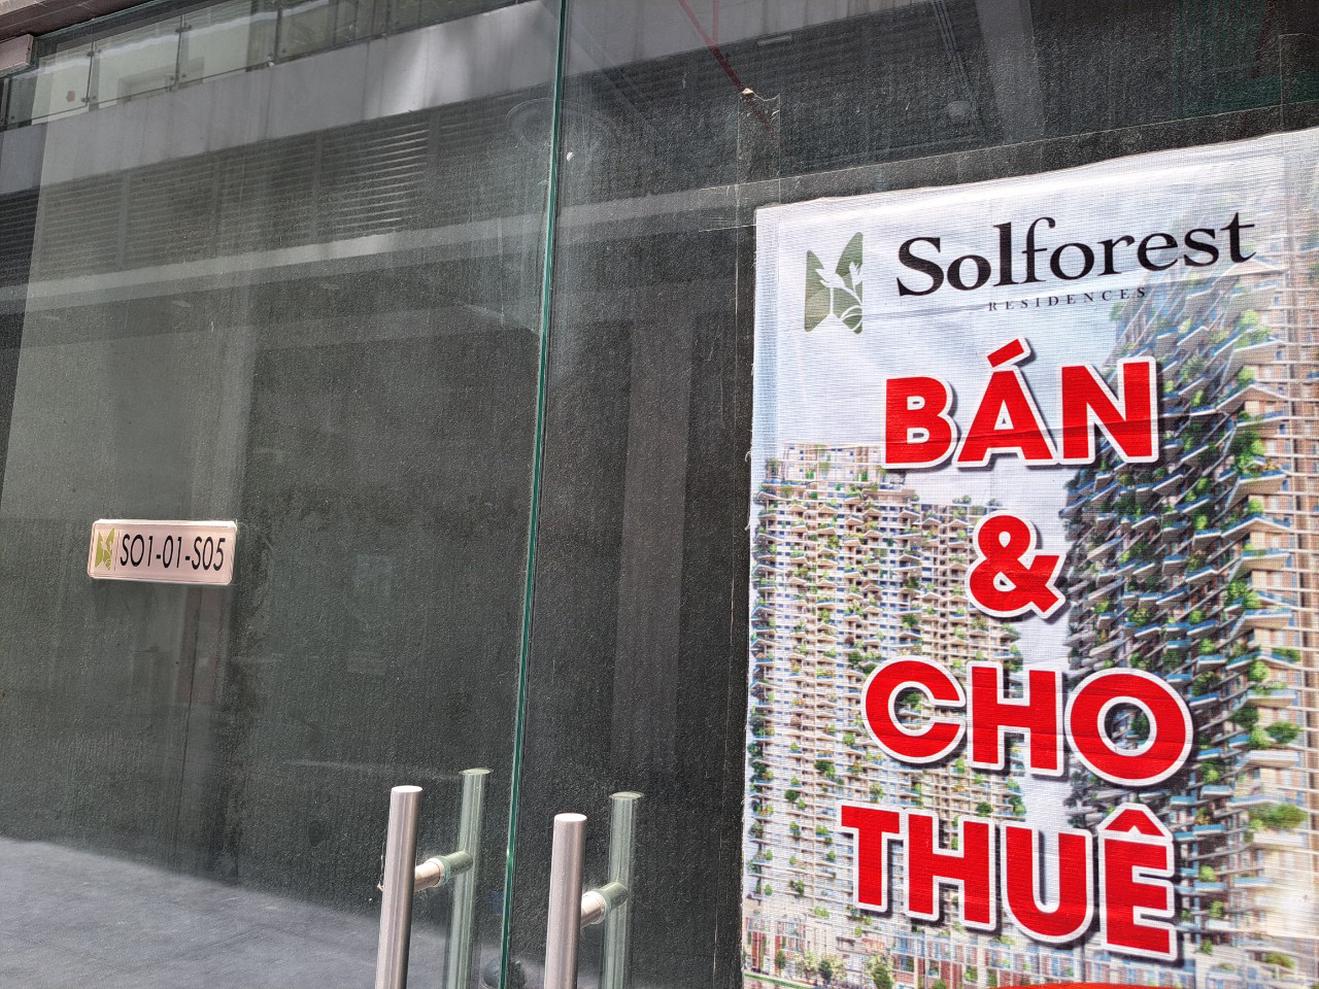 SO1-01-S05
Solforest
RESIDENCES
BÁN
&
CHO
THUÊ